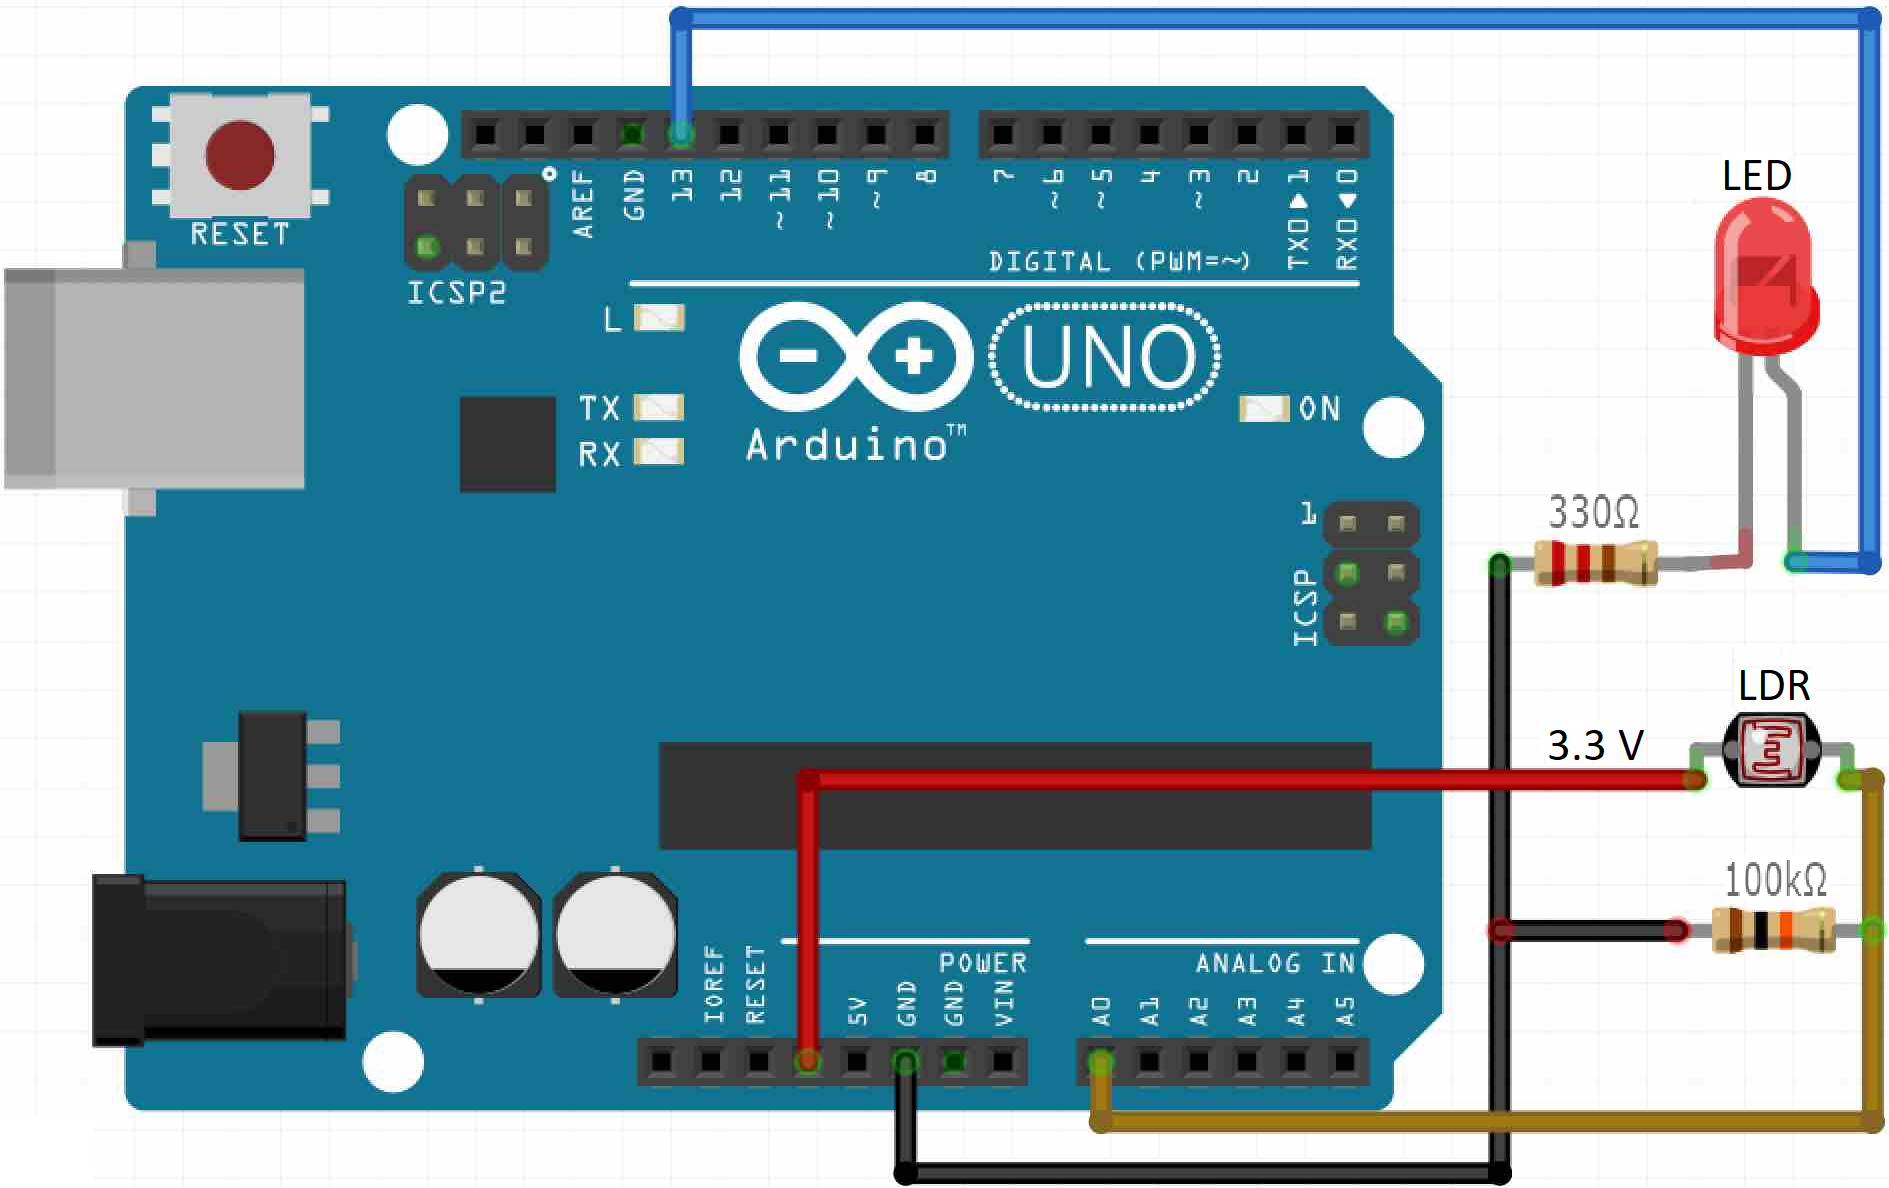 LED
RESET
AREF
GND
13
12
~11
~10
~9
8
7
~6
~5
4
~3
2
TX0▶1
RX0◀0
DIGITAL (PWM=~)
ICSP2
L
TX
RX
UNO
Arduino™
ON
330Ω
1
ICSP
LDR
3.3 V
100kΩ
POWER
ANALOG IN
IOREF
RESET
5V
GND
GND
VIN
A0
A1
A2
A3
A4
A5